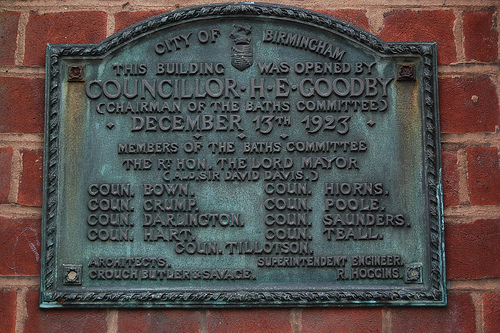 CITY OF BIRMINGHAM
THIS BUILDING WAS OPENED BY
COUNCILLOR·H·E·GOODBY
(CHAIRMAN OF THE BATHS COMMITTEE)
DECEMBER 13TH 1923
MEMBERS OF THE BATHS COMMITTEE
THE RT HON. THE LORD MAYOR
(ALD. SIR DAVID DAVIS.)
COUN. BOWN. COUN. HIORNS.
COUN. CRUMP. COUN. POOLE.
COUN. DARLINGTON. COUN. SAUNDERS.
COUN. HART. COUN. TEALL.
COUN. TILLOTSON.
ARCHITECTS, SUPERINTENDENT ENGINEER,
CROUCH BUTLER & SAVAGE. R. HOGGINS.